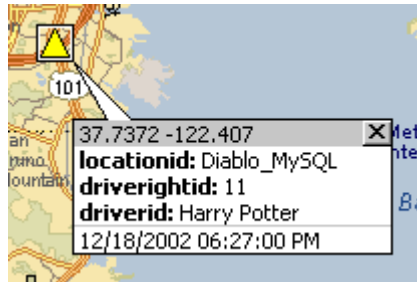 101
37.7372 -122.407
locationid: Diablo_MySQL
driverightid: 11
driverid: Harry Potter
12/18/2002 06:27:00 PM